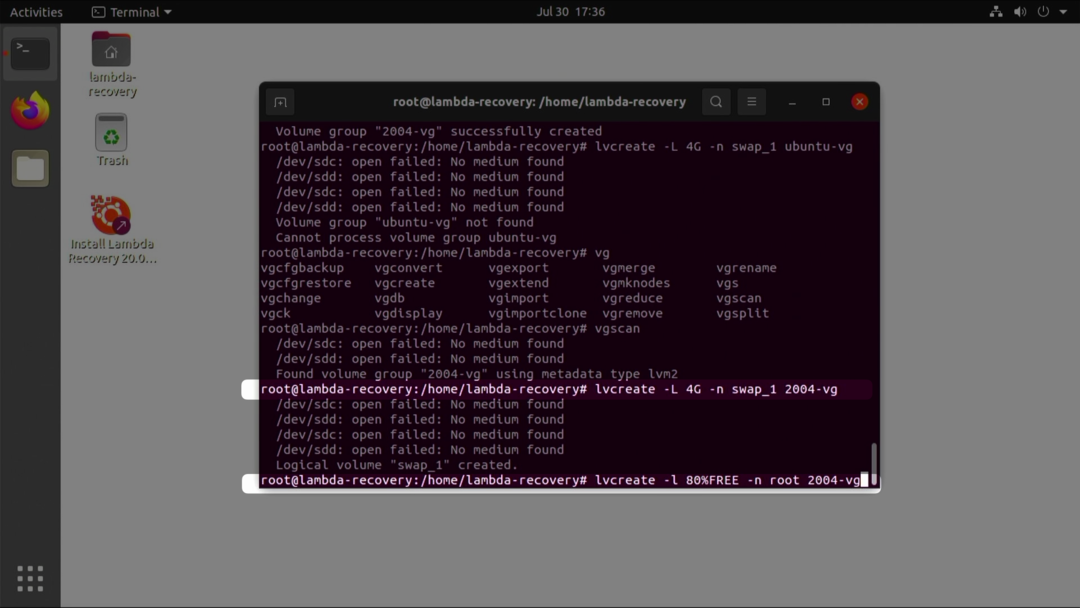 Activities
Terminal
Jul 30 17:36
lambda-
recovery
Trash
Install Lambda
Recovery 20.0...
root@lambda-recovery: /home/lambda-recovery
Volume group "2004-vg" successfully created
root@lambda-recovery:/home/lambda-recovery# lvcreate -L 4G -n swap_1 ubuntu-vg
/dev/sdc: open failed: No medium found
/dev/sdd: open failed: No medium found
/dev/sdc: open failed: No medium found
/dev/sdd: open failed: No medium found
Volume group "ubuntu-vg" not found
Cannot process volume group ubuntu-vg
root@lambda-recovery:/home/lambda-recovery# vg
vgcfgbackup vgconvert vgexport vgmerge vgrename
vgcfgrestore vgcreate vgextend vgmknodes vgs
vgchange vgdb vgimport vgreduce vgscan
vgck vgdisplay vgimportclone vgremove vgsplit
root@lambda-recovery:/home/lambda-recovery# vgscan
/dev/sdc: open failed: No medium found
/dev/sdd: open failed: No medium found
Found volume group "2004-vg" using metadata type lvm2
root@lambda-recovery:/home/lambda-recovery# lvcreate -L 4G -n swap_1 2004-vg
/dev/sdc: open failed: No medium found
/dev/sdd: open failed: No medium found
/dev/sdc: open failed: No medium found
/dev/sdd: open failed: No medium found
Logical volume "swap_1" created.
root@lambda-recovery:/home/lambda-recovery# lvcreate -l 80%FREE -n root 2004-vg